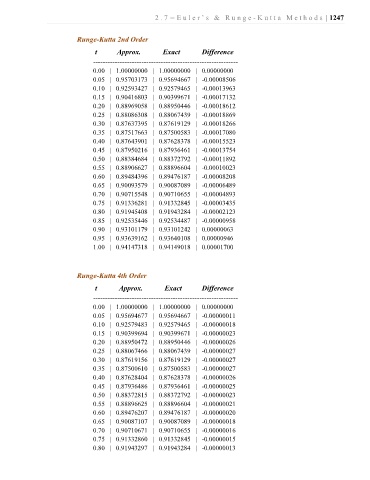 2.7–Euler's & Runge-Kutta Methods | 1247
Runge-Kutta 2nd Order
t Approx. Exact Difference
------------------------------------------------------------
0.00 | 1.00000000 | 1.00000000 | 0.00000000
0.05 | 0.95703173 | 0.95694667 | -0.00008506
0.10 | 0.92593427 | 0.92579465 | -0.00013963
0.15 | 0.90416803 | 0.90399671 | -0.00017132
0.20 | 0.88969058 | 0.88950446 | -0.00018612
0.25 | 0.88086308 | 0.88067439 | -0.00018869
0.30 | 0.87637395 | 0.87619129 | -0.00018266
0.35 | 0.87517663 | 0.87500583 | -0.00017080
0.40 | 0.87643901 | 0.87628378 | -0.00015523
0.45 | 0.87950216 | 0.87936461 | -0.00013754
0.50 | 0.88384684 | 0.88372792 | -0.00011892
0.55 | 0.88906627 | 0.88896604 | -0.00010023
0.60 | 0.89484396 | 0.89476187 | -0.00008208
0.65 | 0.90093579 | 0.90087089 | -0.00006489
0.70 | 0.90715548 | 0.90710655 | -0.00004893
0.75 | 0.91336281 | 0.91332845 | -0.00003435
0.80 | 0.91945408 | 0.91943284 | -0.00002123
0.85 | 0.92535446 | 0.92534487 | -0.00000958
0.90 | 0.93101179 | 0.93101242 | 0.00000063
0.95 | 0.93639162 | 0.93640108 | 0.00000946
1.00 | 0.94147318 | 0.94149018 | 0.00001700
Runge-Kutta 4th Order
t Approx. Exact Difference
------------------------------------------------------------
0.00 | 1.00000000 | 1.00000000 | 0.00000000
0.05 | 0.95694677 | 0.95694667 | -0.00000011
0.10 | 0.92579483 | 0.92579465 | -0.00000018
0.15 | 0.90399694 | 0.90399671 | -0.00000023
0.20 | 0.88950472 | 0.88950446 | -0.00000026
0.25 | 0.88067466 | 0.88067439 | -0.00000027
0.30 | 0.87619156 | 0.87619129 | -0.00000027
0.35 | 0.87500610 | 0.87500583 | -0.00000027
0.40 | 0.87628404 | 0.87628378 | -0.00000026
0.45 | 0.87936486 | 0.87936461 | -0.00000025
0.50 | 0.88372815 | 0.88372792 | -0.00000023
0.55 | 0.88896625 | 0.88896604 | -0.00000021
0.60 | 0.89476207 | 0.89476187 | -0.00000020
0.65 | 0.90087107 | 0.90087089 | -0.00000018
0.70 | 0.90710671 | 0.90710655 | -0.00000016
0.75 | 0.91332860 | 0.91332845 | -0.00000015
0.80 | 0.91943297 | 0.91943284 | -0.00000013